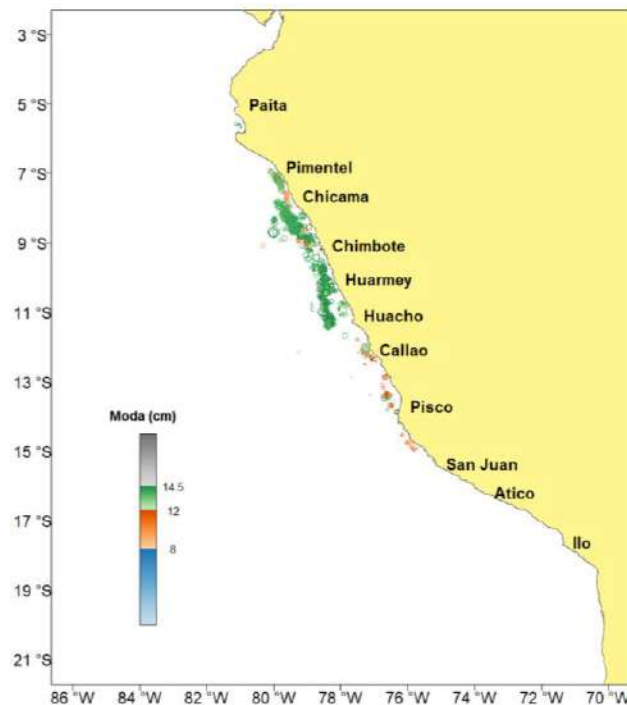 3 °S
5 °S
Paita
7 °S
Pimentel
Chicama
9 °S
Chimbote
Huarmey
11 °S
Huacho
Callao
13 °S
Pisco
Moda (cm)
15 °S
San Juan
14.5
Atico
12
17 °S
Ilo
8
19 °S
21 °S
86 °W 84 °W 82 °W 80 °W 78 °W 76 °W 74 °W 72 °W 70 °W